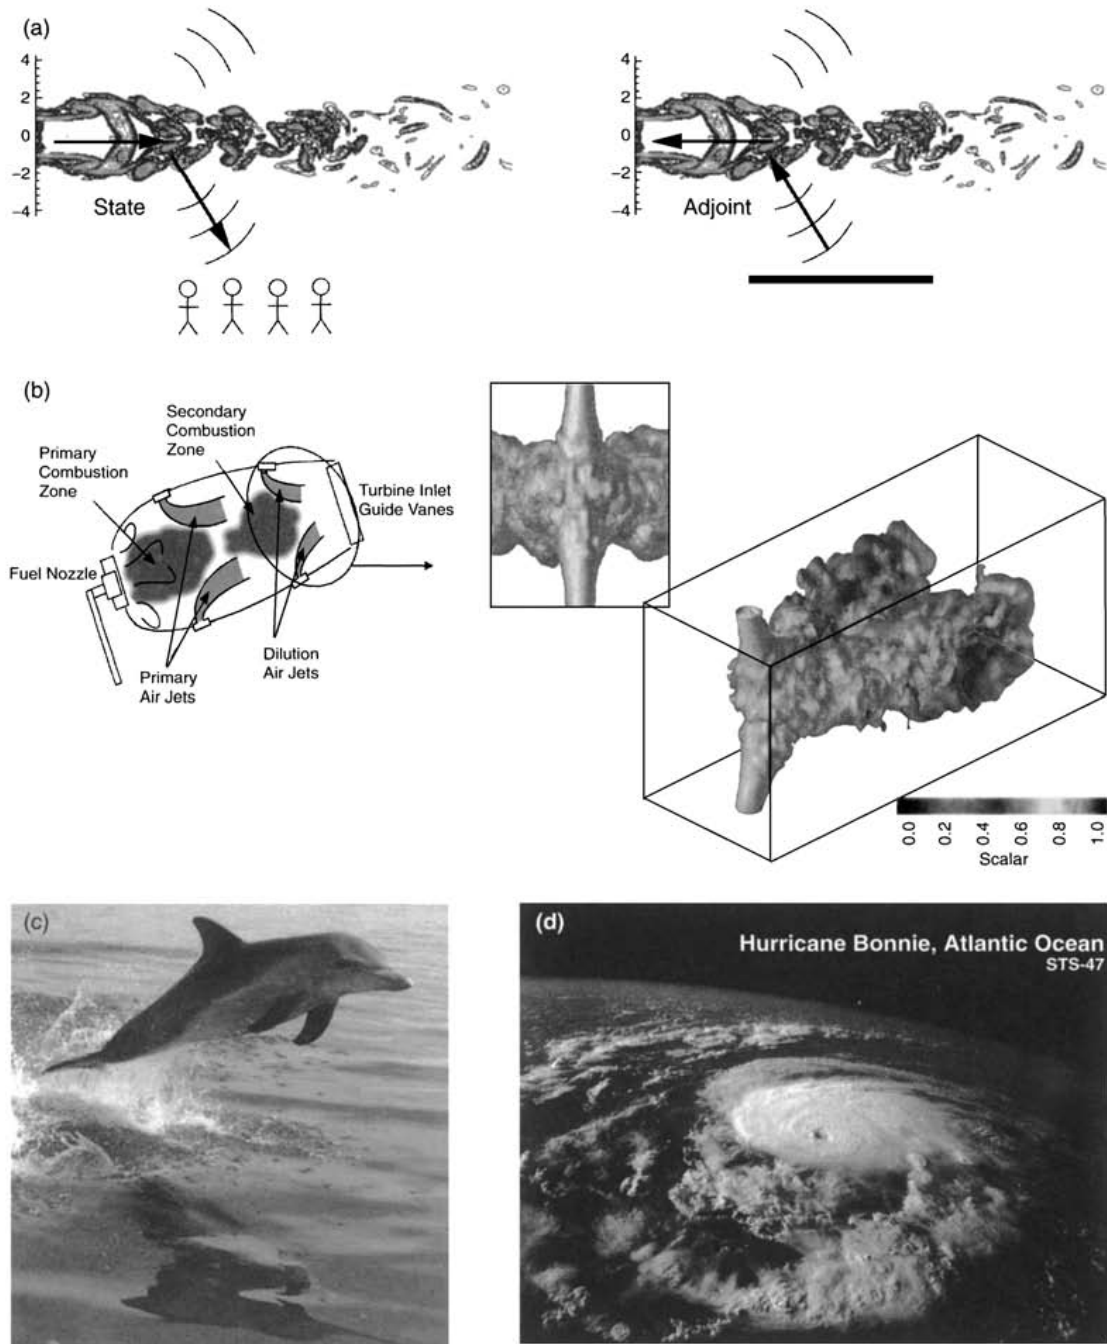 (a)
4
2
0
−2
−4
State
4
2
0
−2
−4
Adjoint
(b)
Secondary
Combustion
Zone
Primary
Combustion
Zone
Turbine Inlet
Guide Vanes
Fuel Nozzle
Dilution
Air Jets
Primary
Air Jets
0.0
0.2
0.4
0.6
0.8
1.0
Scalar
(c)
(d)
Hurricane Bonnie, Atlantic Ocean
STS-47